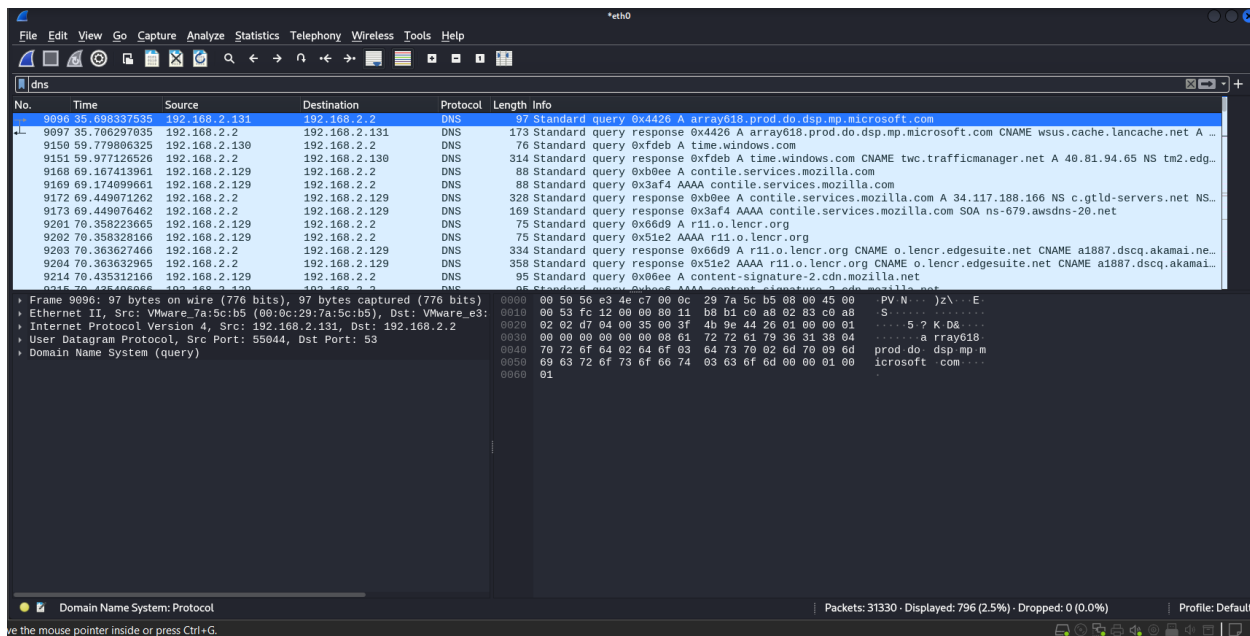 *eth0
File Edit View Go Capture Analyze Statistics Telephony Wireless Tools Help
dns
No. Time Source Destination Protocol Length Info
9096 35.698337535 192.168.2.131 192.168.2.2 DNS 97 Standard query 0x4426 A array618.prod.do.dsp.mp.microsoft.com
9097 35.706297035 192.168.2.2 192.168.2.131 DNS 173 Standard query response 0x4426 A array618.prod.do.dsp.mp.microsoft.com CNAME wsus.cache.lancache.net A …
9150 59.779806325 192.168.2.130 192.168.2.2 DNS 76 Standard query 0xfdeb A time.windows.com
9151 59.977126526 192.168.2.2 192.168.2.130 DNS 314 Standard query response 0xfdeb A time.windows.com CNAME twc.trafficmanager.net A 40.81.94.65 NS tm2.edg…
9168 69.167413961 192.168.2.129 192.168.2.2 DNS 88 Standard query 0xb0ee A contile.services.mozilla.com
9169 69.174099661 192.168.2.129 192.168.2.2 DNS 88 Standard query 0x3af4 AAAA contile.services.mozilla.com
9172 69.449071262 192.168.2.2 192.168.2.129 DNS 328 Standard query response 0xb0ee A contile.services.mozilla.com A 34.117.188.166 NS c.gtld-servers.net NS…
9173 69.449076462 192.168.2.2 192.168.2.129 DNS 169 Standard query response 0x3af4 AAAA contile.services.mozilla.com SOA ns-679.awsdns-20.net
9201 70.358223665 192.168.2.129 192.168.2.2 DNS 75 Standard query 0x66d9 A r11.o.lencr.org
9202 70.358328166 192.168.2.129 192.168.2.2 DNS 75 Standard query 0x51e2 AAAA r11.o.lencr.org
9203 70.363627466 192.168.2.2 192.168.2.129 DNS 334 Standard query response 0x66d9 A r11.o.lencr.org CNAME o.lencr.edgesuite.net CNAME a1887.dscq.akamai.ne…
9204 70.363632965 192.168.2.2 192.168.2.129 DNS 358 Standard query response 0x51e2 AAAA r11.o.lencr.org CNAME o.lencr.edgesuite.net CNAME a1887.dscq.akamai…
9214 70.435312166 192.168.2.129 192.168.2.2 DNS 95 Standard query 0x06ee A content-signature-2.cdn.mozilla.net
Frame 9096: 97 bytes on wire (776 bits), 97 bytes captured (776 bits)
Ethernet II, Src: VMware_7a:5c:b5 (00:0c:29:7a:5c:b5), Dst: VMware_e3:
Internet Protocol Version 4, Src: 192.168.2.131, Dst: 192.168.2.2
User Datagram Protocol, Src Port: 55044, Dst Port: 53
Domain Name System (query)
0000 00 50 56 e3 4e c7 00 0c 29 7a 5c b5 08 00 45 00 ·PV·N··· )z\···E·
0010 00 53 fc 12 00 00 80 11 b8 b1 c0 a8 02 83 c0 a8 ·S······ ········
0020 02 02 d7 04 00 35 00 3f 4b 9e 44 26 01 00 00 01 ·····5·? K·D&····
0030 00 00 00 00 00 00 08 61 72 72 61 79 36 31 38 04 ·······a rray618·
0040 70 72 6f 64 02 64 6f 03 64 73 70 02 6d 70 09 6d prod·do· dsp·mp·m
0050 69 63 72 6f 73 6f 66 74 03 63 6f 6d 00 00 01 00 icrosoft ·com····
0060 01 ·
Domain Name System: Protocol Packets: 31330 · Displayed: 796 (2.5%) · Dropped: 0 (0.0%) Profile: Default
ve the mouse pointer inside or press Ctrl+G.